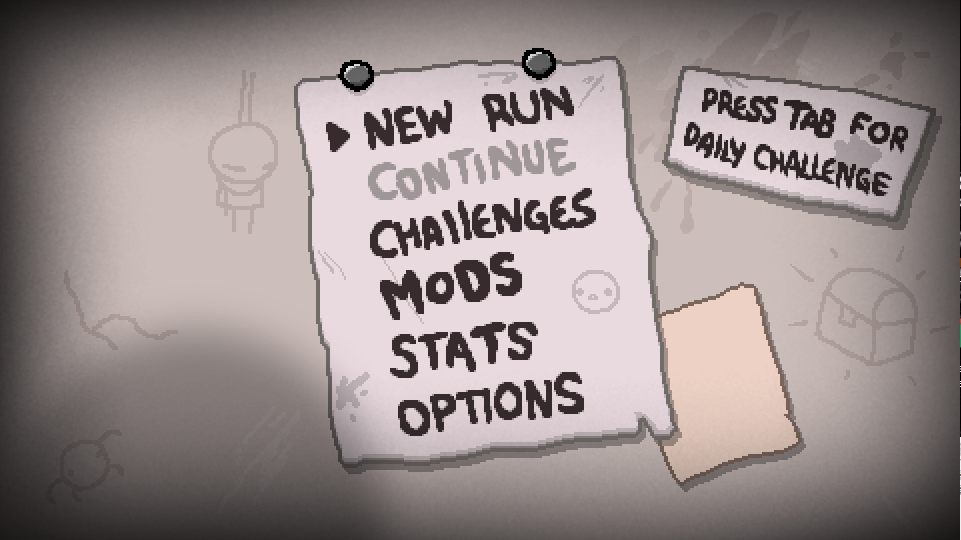 NEW RUN
CONTINUE
CHALLENGES
MODS
STATS
OPTIONS
PRESS TAB FOR
DAILY CHALLENGE